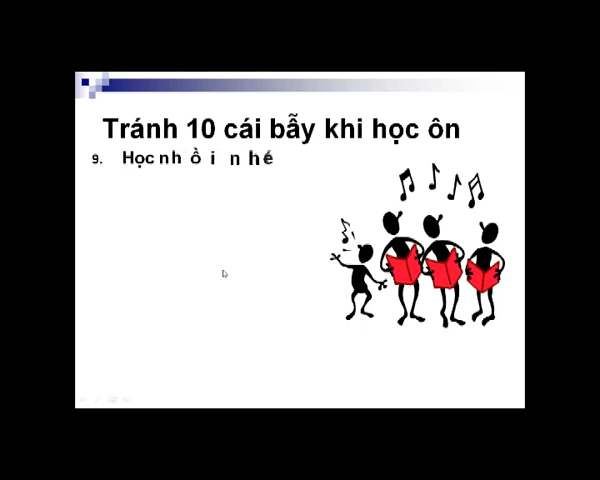 Tránh 10 cái bẫy khi học ôn
9. Học nh ồ i n hé